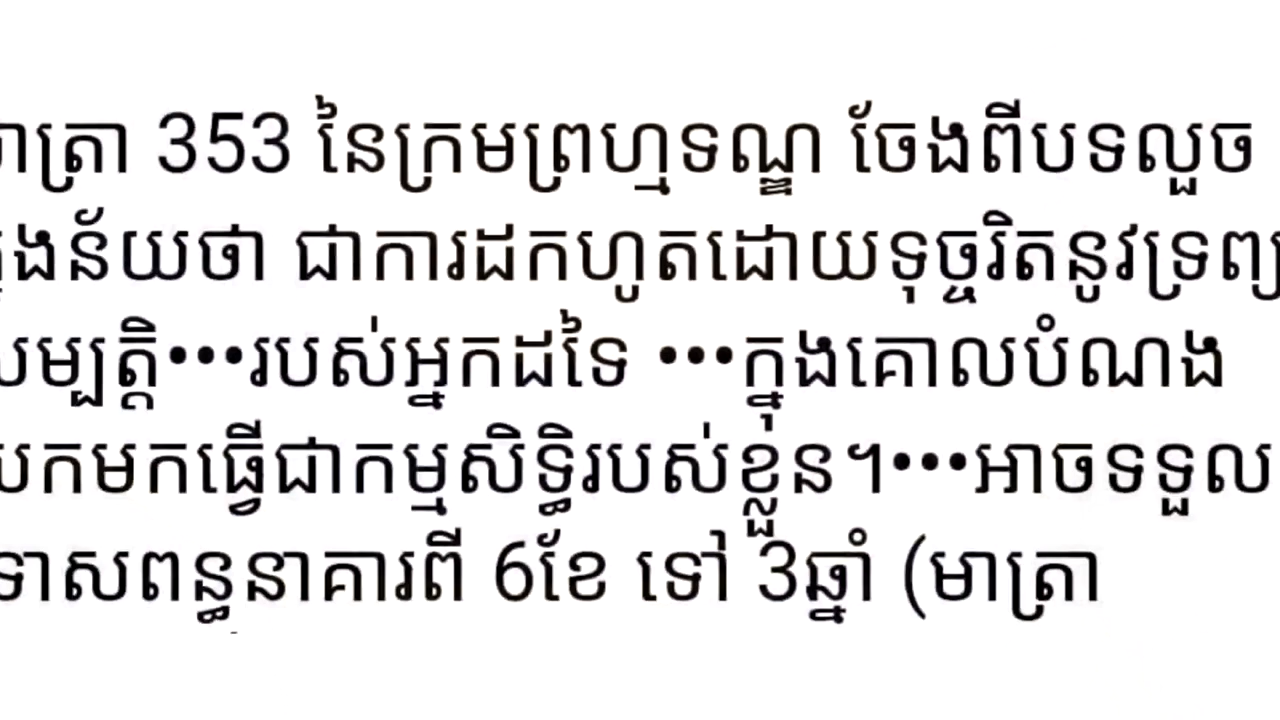 មាត្រា 353 នៃក្រមព្រហ្មទណ្ឌ ចែងពីបទលួច
ក្នុងន័យថា ជាការដកហូតដោយទុច្ចរិតនូវទ្រព្យ
សម្បត្តិ•••របស់អ្នកដទៃ •••ក្នុងគោលបំណង
យកមកធ្វើជាកម្មសិទ្ធិរបស់ខ្លួន។•••អាចទទួល
ទោសពន្ធនាគារពី 6ខែ ទៅ 3ឆ្នាំ (មាត្រា